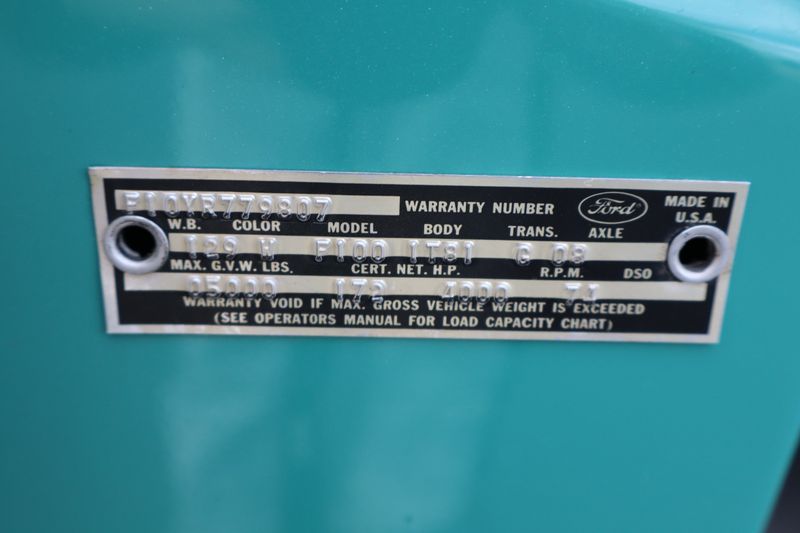 F10YR779807 WARRANTY NUMBER Ford MADE IN U.S.A.
W.B. COLOR MODEL BODY TRANS. AXLE
129 H F100 1T81 G 08
MAX. G.V.W. LBS. CERT. NET. H.P. R.P.M. DSO
05000 172 4000 74
WARRANTY VOID IF MAX. GROSS VEHICLE WEIGHT IS EXCEEDED
(SEE OPERATORS MANUAL FOR LOAD CAPACITY CHART)